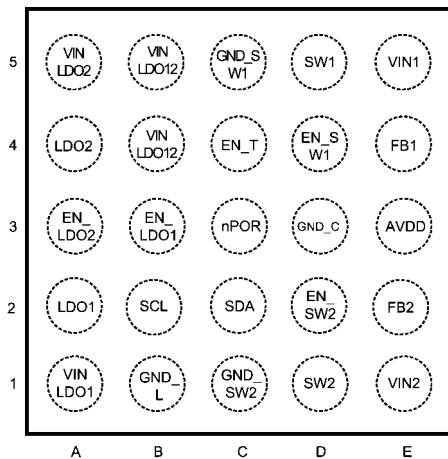 5 VIN LDO2 VIN LDO12 GND_S W1 SW1 VIN1
4 LDO2 VIN LDO12 EN_T EN_S W1 FB1
3 EN_ LDO2 EN_ LDO1 nPOR GND_C AVDD
2 LDO1 SCL SDA EN_ SW2 FB2
1 VIN LDO1 GND_ L GND_ SW2 SW2 VIN2
A B C D E